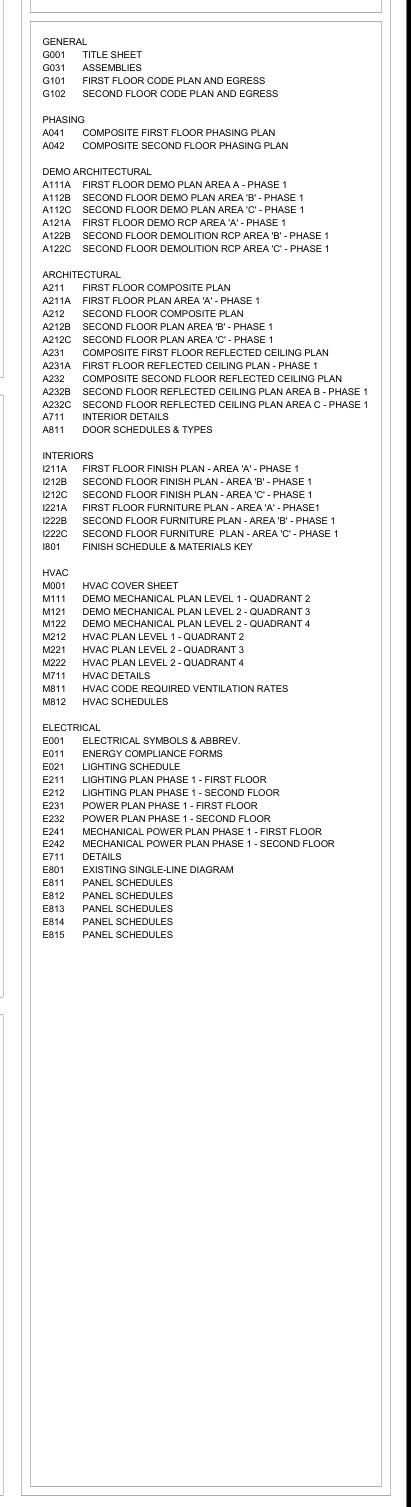 GENERAL
G001 TITLE SHEET
G031 ASSEMBLIES
G101 FIRST FLOOR CODE PLAN AND EGRESS
G102 SECOND FLOOR CODE PLAN AND EGRESS
PHASING
A041 COMPOSITE FIRST FLOOR PHASING PLAN
A042 COMPOSITE SECOND FLOOR PHASING PLAN
DEMO ARCHITECTURAL
A111A FIRST FLOOR DEMO PLAN AREA A - PHASE 1
A112B SECOND FLOOR DEMO PLAN AREA 'B' - PHASE 1
A112C SECOND FLOOR DEMO PLAN AREA 'C' - PHASE 1
A121A FIRST FLOOR DEMO RCP AREA 'A' - PHASE 1
A122B SECOND FLOOR DEMOLITION RCP AREA 'B' - PHASE 1
A122C SECOND FLOOR DEMOLITION RCP AREA 'C' - PHASE 1
ARCHITECTURAL
A211 FIRST FLOOR COMPOSITE PLAN
A211A FIRST FLOOR PLAN AREA 'A' - PHASE 1
A212 SECOND FLOOR COMPOSITE PLAN
A212B SECOND FLOOR PLAN AREA 'B' - PHASE 1
A212C SECOND FLOOR PLAN AREA 'C' - PHASE 1
A231 COMPOSITE FIRST FLOOR REFLECTED CEILING PLAN
A231A FIRST FLOOR REFLECTED CEILING PLAN - PHASE 1
A232 COMPOSITE SECOND FLOOR REFLECTED CEILING PLAN
A232B SECOND FLOOR REFLECTED CEILING PLAN AREA B - PHASE 1
A232C SECOND FLOOR REFLECTED CEILING PLAN AREA C - PHASE 1
A711 INTERIOR DETAILS
A811 DOOR SCHEDULES & TYPES
INTERIORS
I211A FIRST FLOOR FINISH PLAN - AREA 'A' - PHASE 1
I212B SECOND FLOOR FINISH PLAN - AREA 'B' - PHASE 1
I212C SECOND FLOOR FINISH PLAN - AREA 'C' - PHASE 1
I221A FIRST FLOOR FURNITURE PLAN - AREA 'A' - PHASE1
I222B SECOND FLOOR FURNITURE PLAN - AREA 'B' - PHASE 1
I222C SECOND FLOOR FURNITURE PLAN - AREA 'C' - PHASE 1
I801 FINISH SCHEDULE & MATERIALS KEY
HVAC
M001 HVAC COVER SHEET
M111 DEMO MECHANICAL PLAN LEVEL 1 - QUADRANT 2
M121 DEMO MECHANICAL PLAN LEVEL 2 - QUADRANT 3
M122 DEMO MECHANICAL PLAN LEVEL 2 - QUADRANT 4
M212 HVAC PLAN LEVEL 1 - QUADRANT 2
M221 HVAC PLAN LEVEL 2 - QUADRANT 3
M222 HVAC PLAN LEVEL 2 - QUADRANT 4
M711 HVAC DETAILS
M811 HVAC CODE REQUIRED VENTILATION RATES
M812 HVAC SCHEDULES
ELECTRICAL
E001 ELECTRICAL SYMBOLS & ABBREV.
E011 ENERGY COMPLIANCE FORMS
E021 LIGHTING SCHEDULE
E211 LIGHTING PLAN PHASE 1 - FIRST FLOOR
E212 LIGHTING PLAN PHASE 1 - SECOND FLOOR
E231 POWER PLAN PHASE 1 - FIRST FLOOR
E232 POWER PLAN PHASE 1 - SECOND FLOOR
E241 MECHANICAL POWER PLAN PHASE 1 - FIRST FLOOR
E242 MECHANICAL POWER PLAN PHASE 1 - SECOND FLOOR
E711 DETAILS
E801 EXISTING SINGLE-LINE DIAGRAM
E811 PANEL SCHEDULES
E812 PANEL SCHEDULES
E813 PANEL SCHEDULES
E814 PANEL SCHEDULES
E815 PANEL SCHEDULES